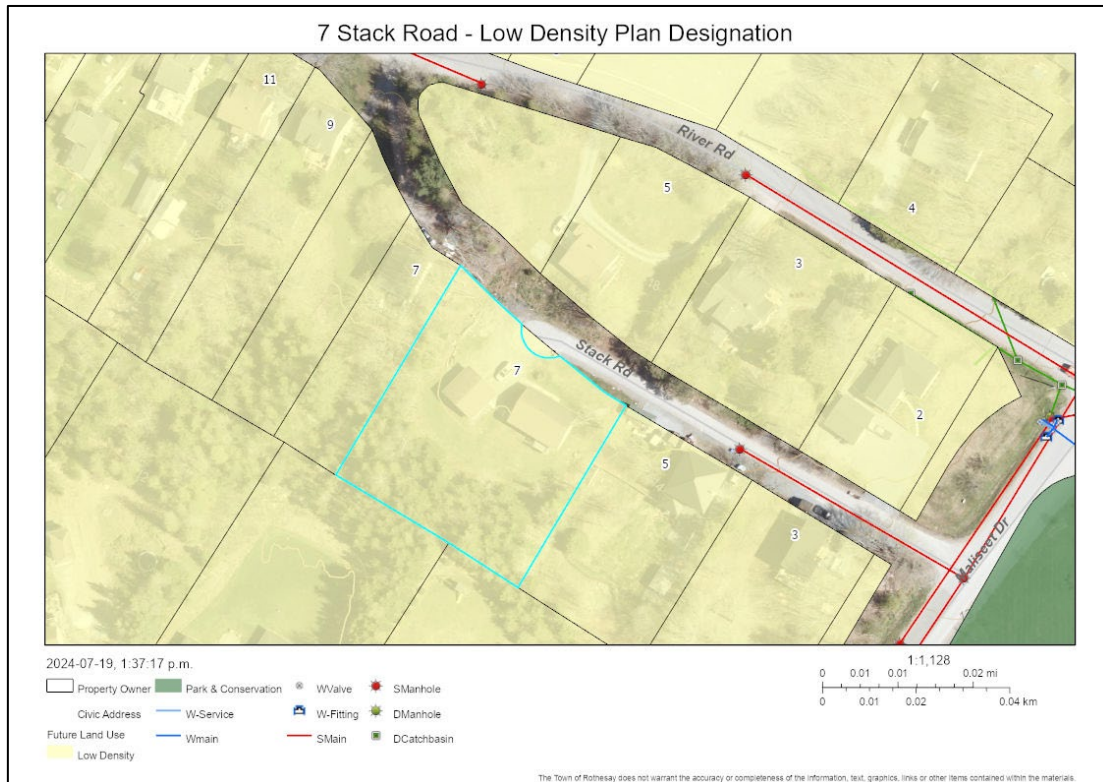 7 Stack Road - Low Density Plan Designation
11
9
River Rd
5
4
3
7
7
Stack Rd
2
5
3
Maliseet Dr
2024-07-19, 1:37:17 p.m.
1:1,128
0 0.01 0.01 0.02 mi
0 0.01 0.02 0.04 km
Property Owner Park & Conservation WValve SManhole
Civic Address W-Service W-Fitting DManhole
Future Land Use Wmain SMain DCatchbasin
Low Density
The Town of Rothesay does not warrant the accuracy or completeness of the information, text, graphics, links or other items contained within the materials.